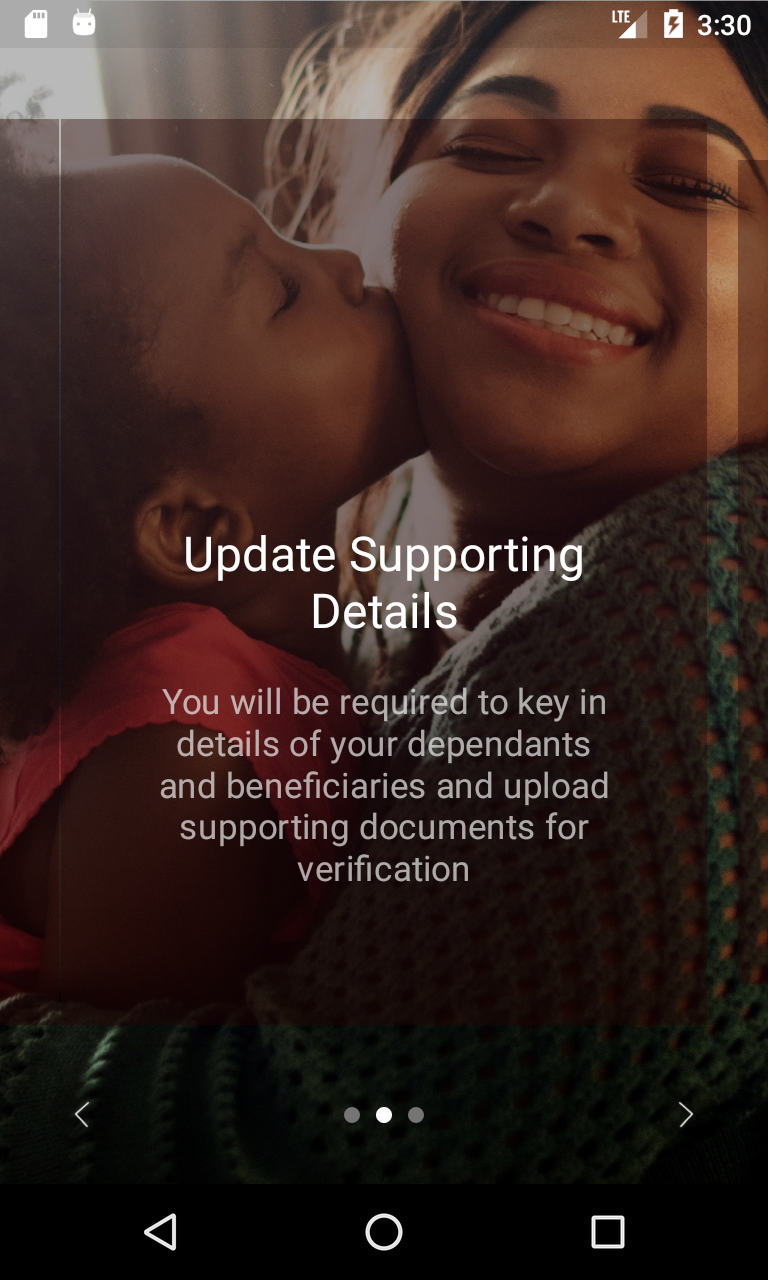 LTE
3:30
Update Supporting
Details
You will be required to key in
details of your dependants
and beneficiaries and upload
supporting documents for
verification